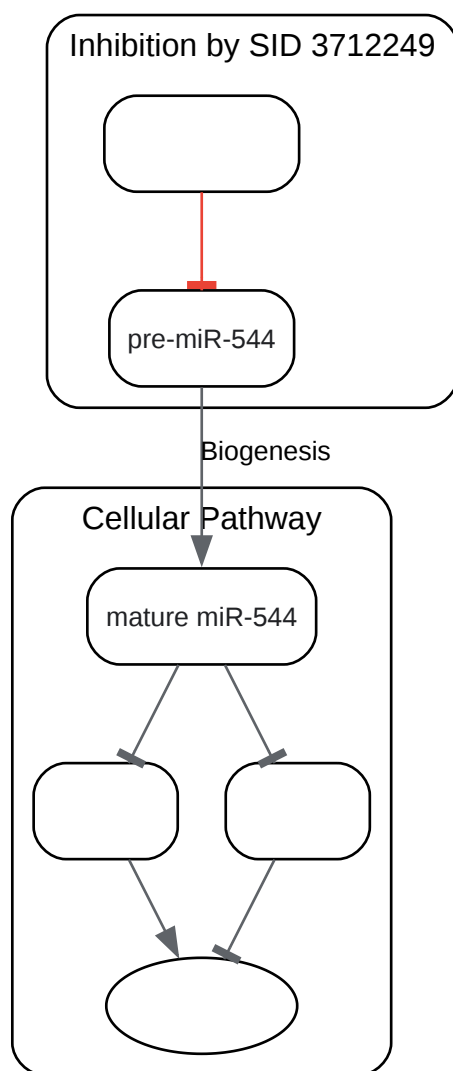 Inhibition by SID 3712249
pre-miR-544
Biogenesis
Cellular Pathway
mature miR-544